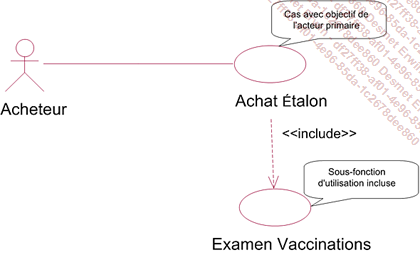 Cas avec objectif de
l'acteur primaire
Acheteur
Achat Étalon
<<include>>
Sous-fonction
d'utilisation incluse
Examen Vaccinations